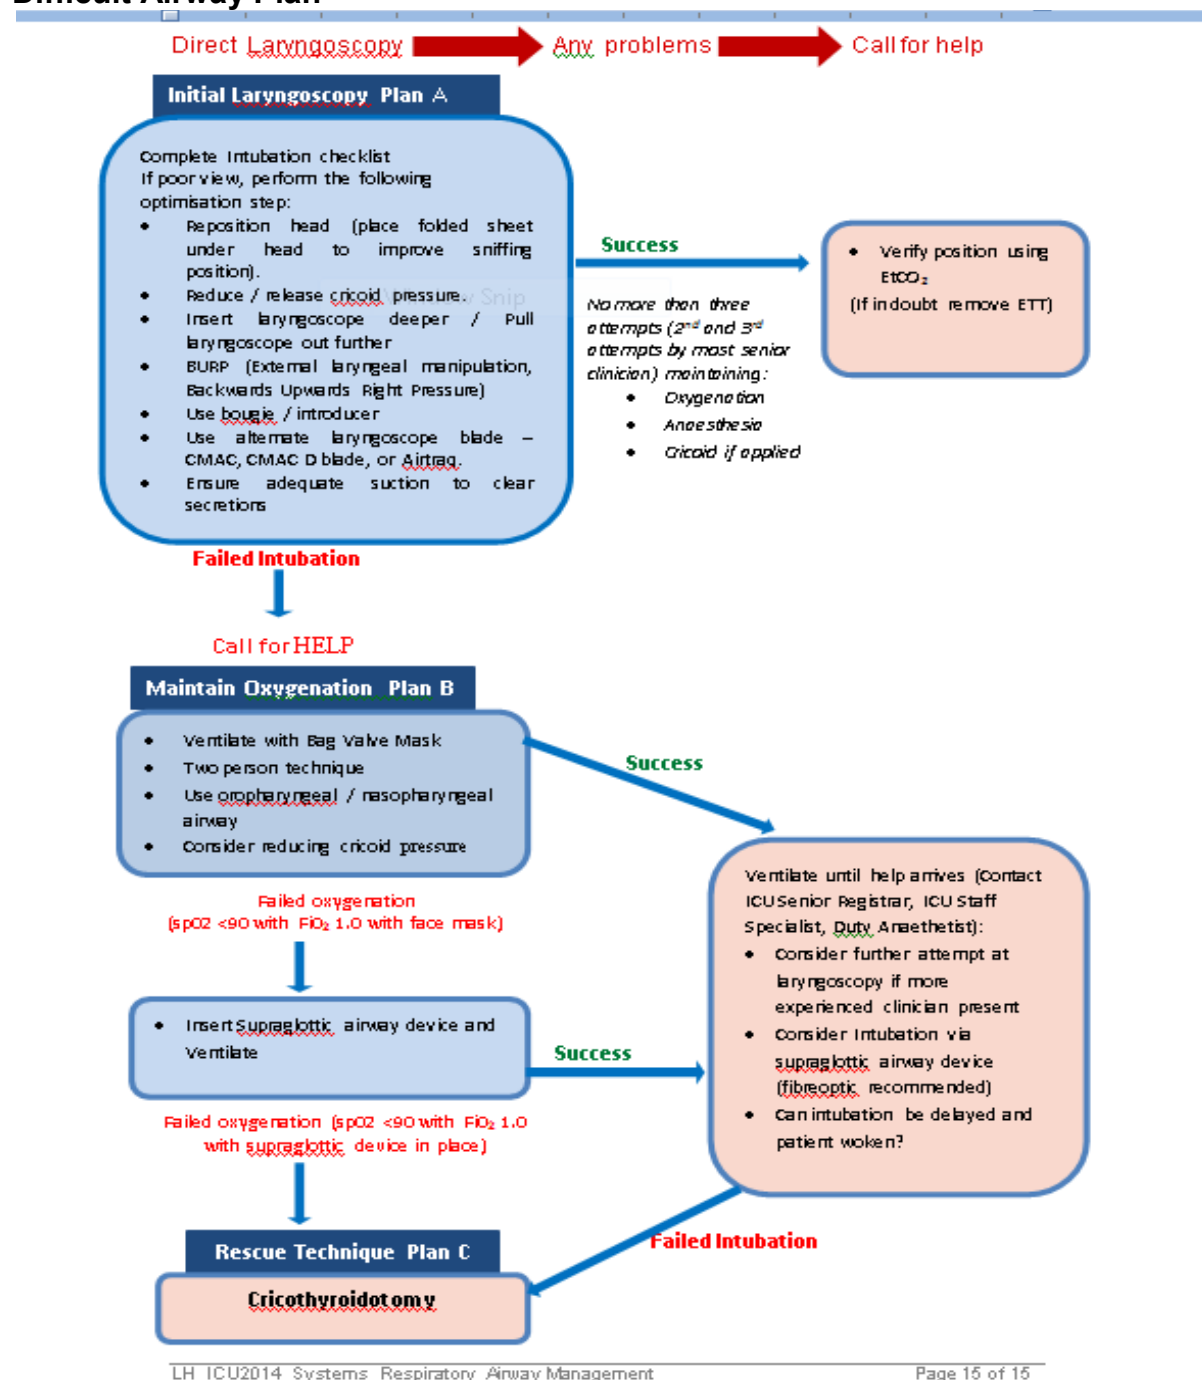 Difficult Airway Plan
Direct Laryngoscopy
Any problems
Call for help
Initial Laryngoscopy Plan A
Complete Intubation checklist
If poor view, perform the following
optimisation step:
• Reposition head (place folded sheet
under head to improve sniffing
position).
• Reduce / release cricoid pressure.
• Insert laryngoscope deeper / Pull
laryngoscope out further
• BURP (External laryngeal manipulation,
Backwards Upwards Right Pressure)
• Use bougie / introducer
• Use alternate laryngoscope blade –
CMAC, CMAC D blade, or Airtraq.
• Ensure adequate suction to clear
secretions
Window Snip
Success
No more than three
attempts (2nd and 3rd
attempts by most senior
clinician) maintaining:
• Oxygenation
• Anaesthesia
• Cricoid if applied
• Verify position using
EtCO₂
(If in doubt remove ETT)
Failed Intubation
Call for HELP
Maintain Oxygenation Plan B
• Ventilate with Bag Valve Mask
• Two person technique
• Use oropharyngeal / nasopharyngeal
airway
• Consider reducing cricoid pressure
Success
Failed oxygenation
(spO2 <90 with FiO₂ 1.0 with face mask)
• Insert Supraglottic airway device and
Ventilate
Success
Failed oxygenation (spO2 <90 with FiO₂ 1.0
with supraglottic device in place)
Ventilate until help arrives (Contact
ICU Senior Registrar, ICU Staff
Specialist, Duty Anaethetist):
• Consider further attempt at
laryngoscopy if more
experienced clinician present
• Consider Intubation via
supraglottic airway device
(fibreoptic recommended)
• Can intubation be delayed and
patient woken?
Failed Intubation
Rescue Technique Plan C
Cricothyroidotomy
LH_ICU2014_Systems_Respiratory_Airway Management
Page 15 of 15